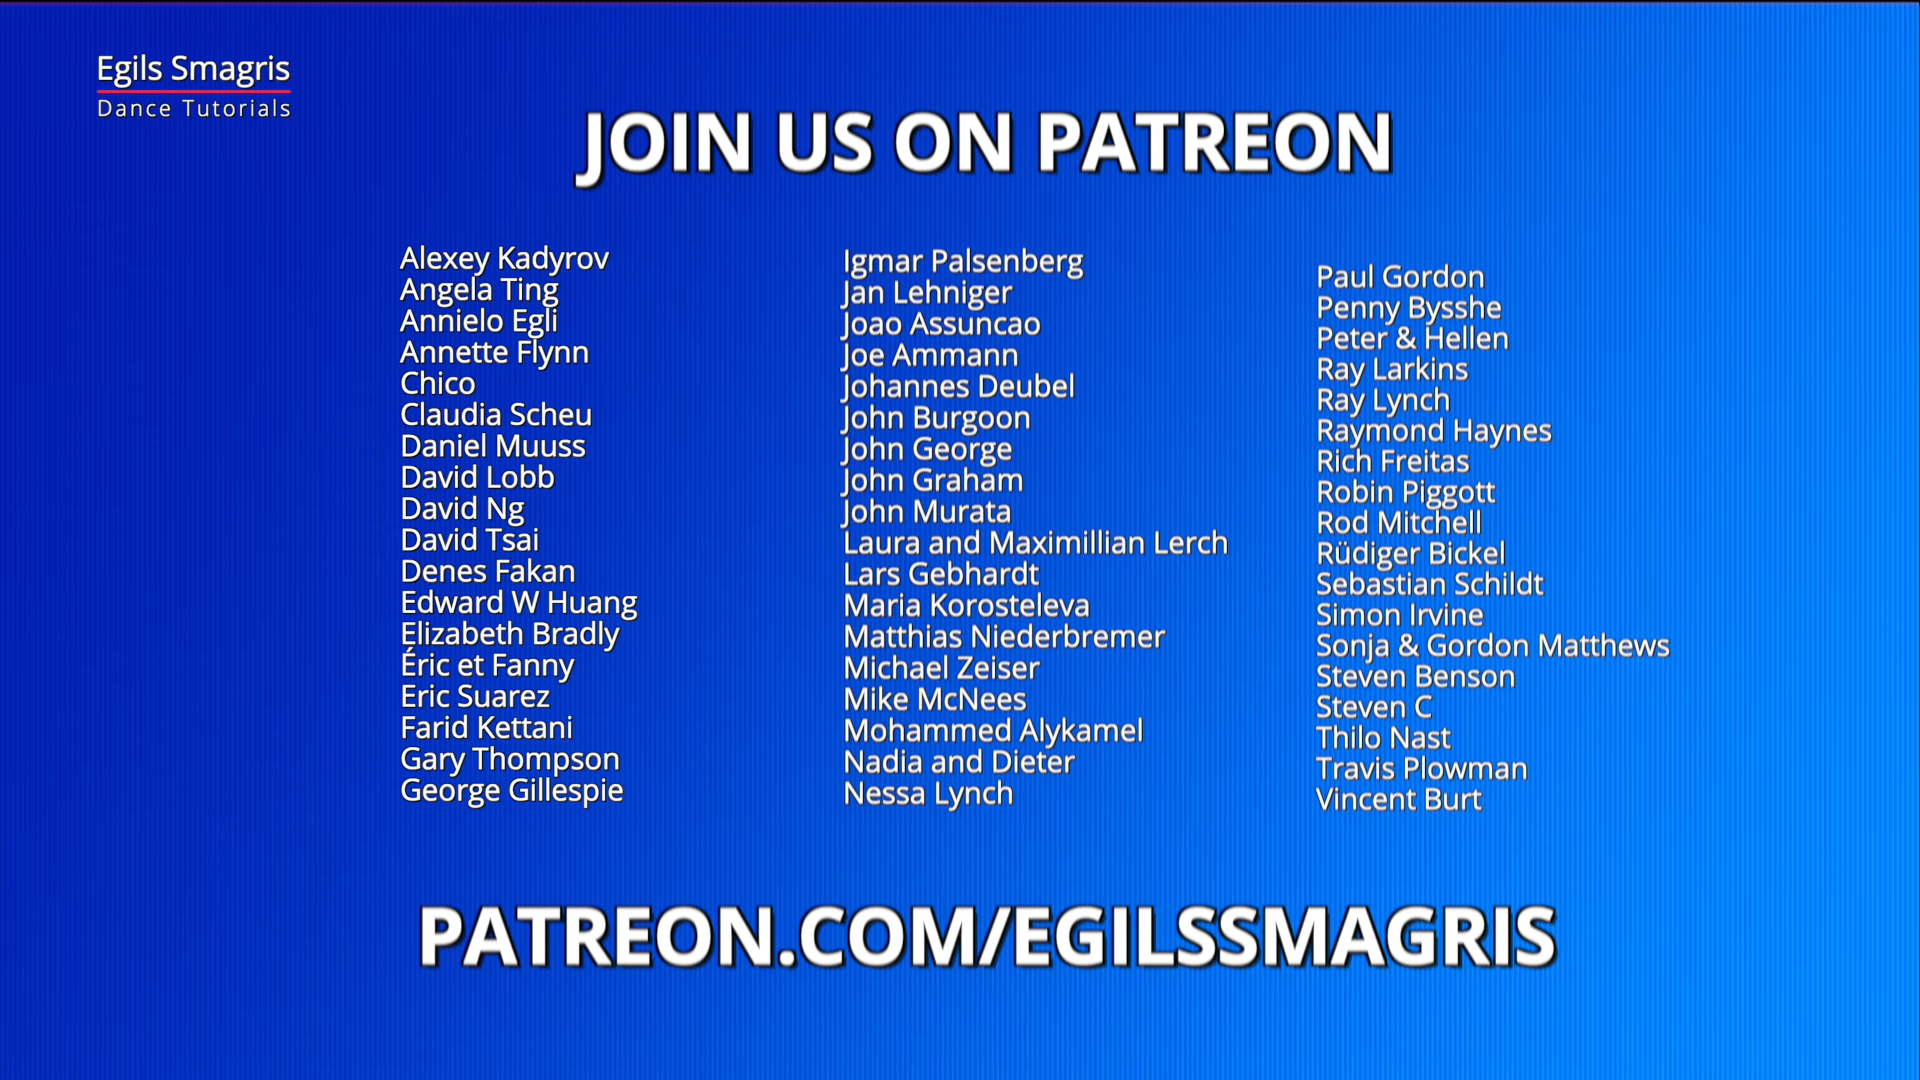 Egils Smagris
Dance Tutorials
JOIN US ON PATREON
Alexey Kadyrov
Angela Ting
Annielo Egli
Annette Flynn
Chico
Claudia Scheu
Daniel Muuss
David Lobb
David Ng
David Tsai
Denes Fakan
Edward W Huang
Elizabeth Bradly
Éric et Fanny
Eric Suarez
Farid Kettani
Gary Thompson
George Gillespie
Igmar Palsenberg
Jan Lehniger
Joao Assuncao
Joe Ammann
Johannes Deubel
John Burgoon
John George
John Graham
John Murata
Laura and Maximillian Lerch
Lars Gebhardt
Maria Korosteleva
Matthias Niederbremer
Michael Zeiser
Mike McNees
Mohammed Alykamel
Nadia and Dieter
Nessa Lynch
Paul Gordon
Penny Bysshe
Peter & Hellen
Ray Larkins
Ray Lynch
Raymond Haynes
Rich Freitas
Robin Piggott
Rod Mitchell
Rüdiger Bickel
Sebastian Schildt
Simon Irvine
Sonja & Gordon Matthews
Steven Benson
Steven C
Thilo Nast
Travis Plowman
Vincent Burt
PATREON.COM/EGILSSMAGRIS